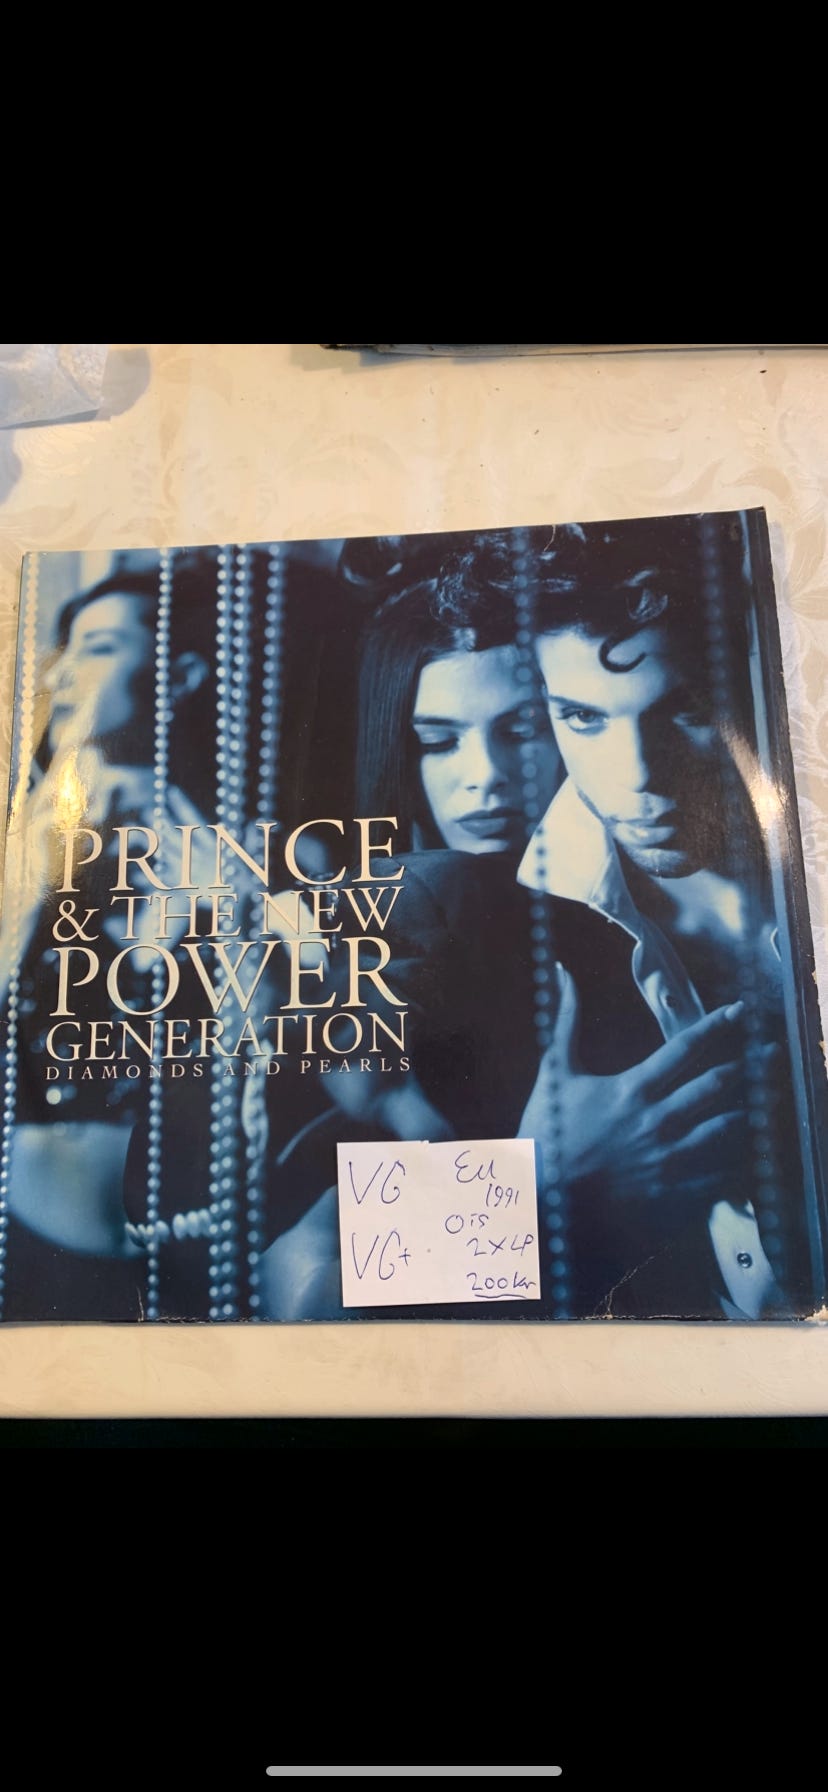 PRINCE
& THE NEW
POWER
GENERATION
DIAMONDS AND PEARLS
VG
VG+
EU
1991
OIS
2XLP
200kr